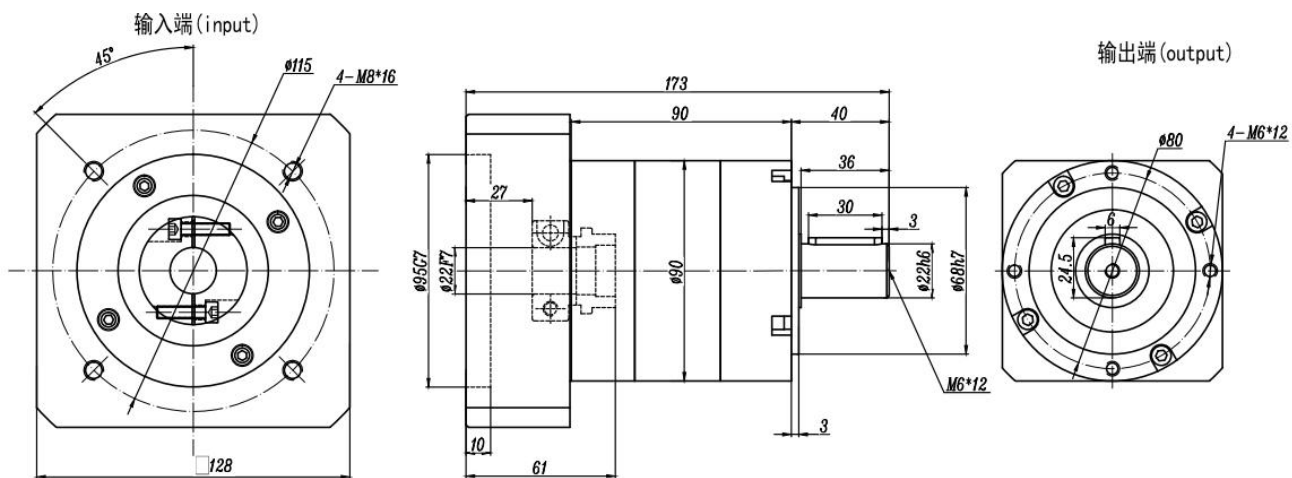 输入端(input)
45°
ø115
4-M8*16
128
173
90
40
36
27
30
3
ø95G7
ø22F7
ø90
ø22h6
ø68h7
M6*12
10
61
3
输出端(output)
ø80
4-M6*12
6
24.5